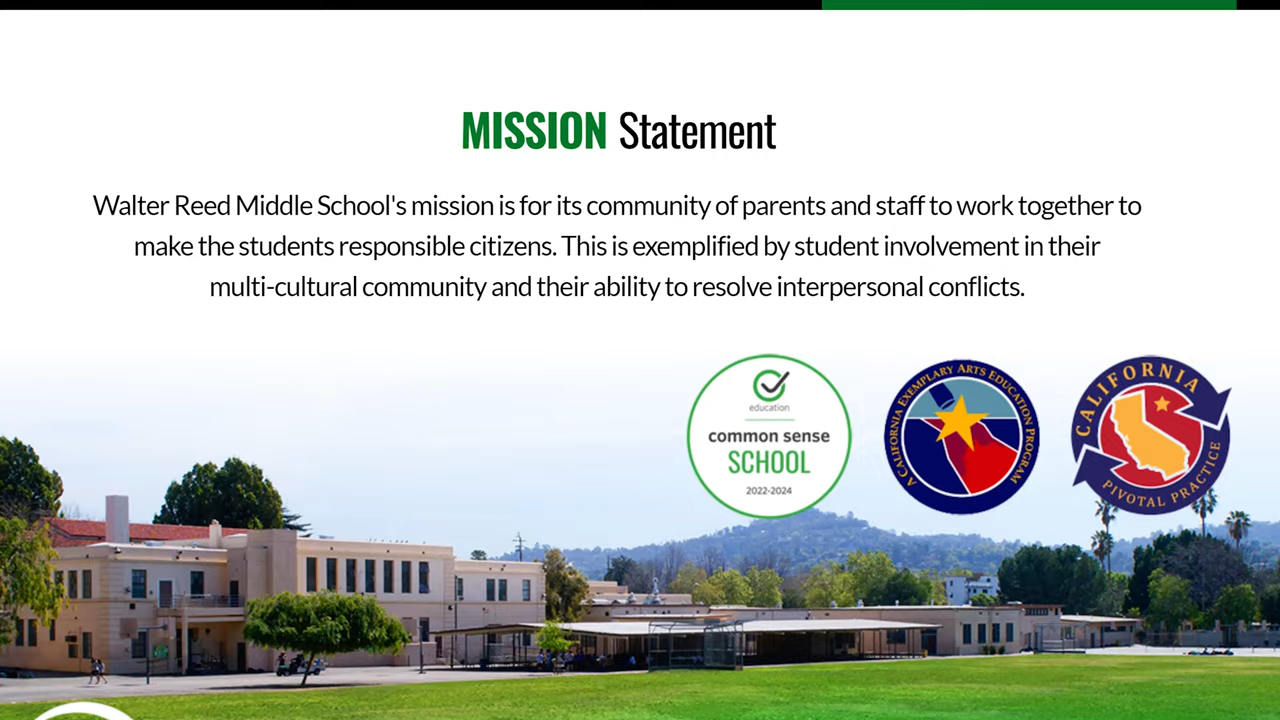 MISSION Statement
Walter Reed Middle School's mission is for its community of parents and staff to work together to
make the students responsible citizens. This is exemplified by student involvement in their
multi-cultural community and their ability to resolve interpersonal conflicts.
education
common sense
SCHOOL
2022-2024
A CALIFORNIA EXEMPLARY ARTS EDUCATION PROGRAM
CALIFORNIA
PIVOTAL PRACTICE